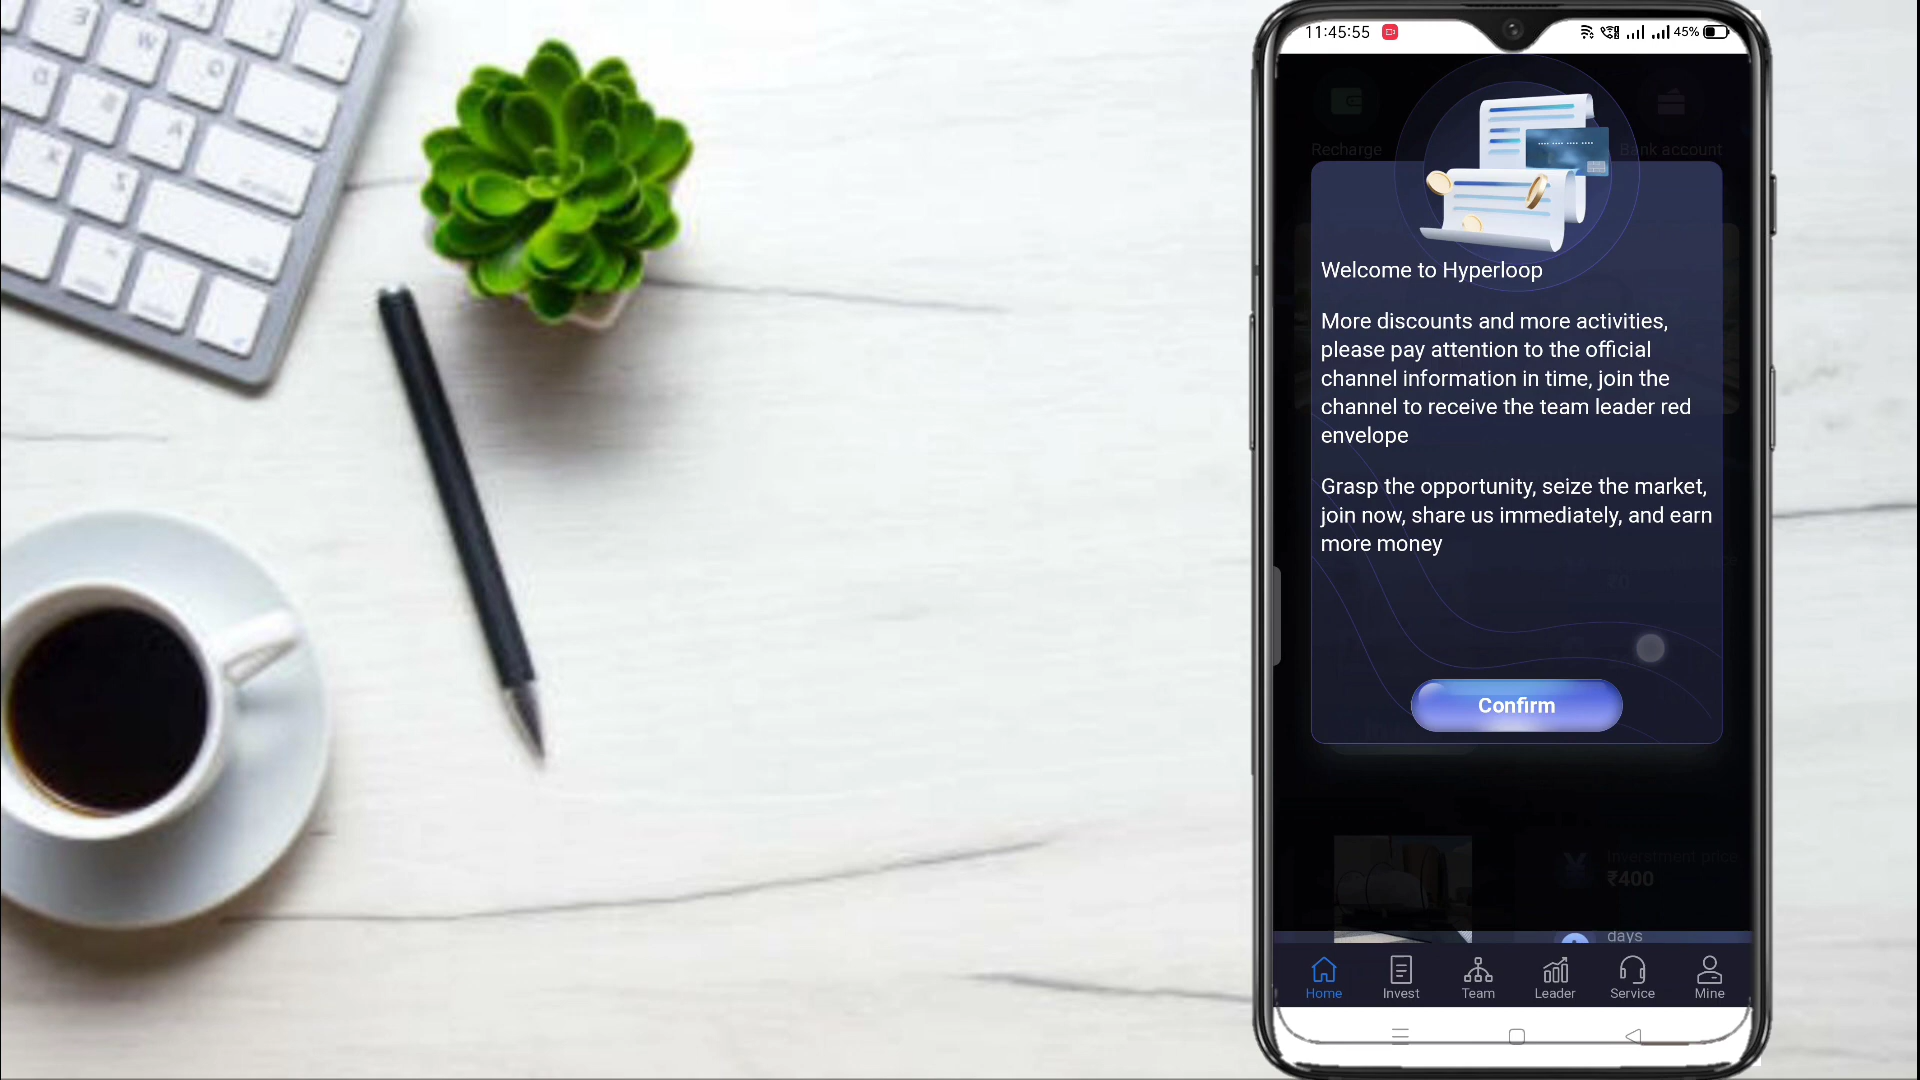 11:45:55
45%
Recharge
Bank account
Welcome to Hyperloop
More discounts and more activities,
please pay attention to the official
channel information in time, join the
channel to receive the team leader red
envelope
Grasp the opportunity, seize the market,
join now, share us immediately, and earn
more money
₹0
Confirm
Inverstment price
₹400
days
Home
Invest
Team
Leader
Service
Mine